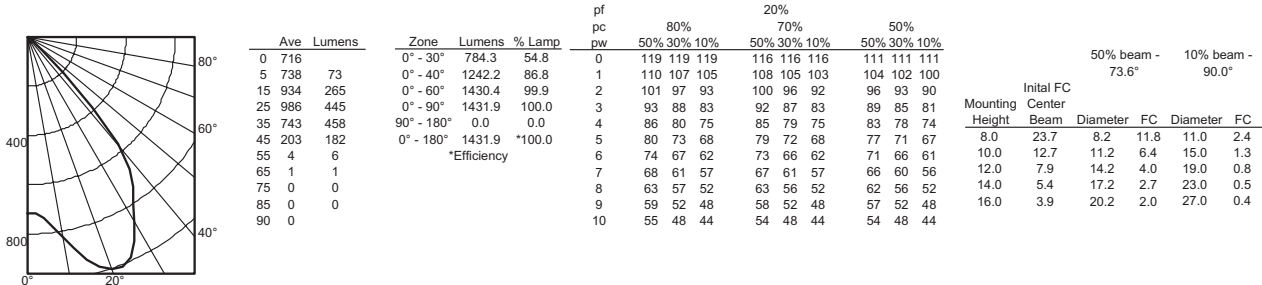 80°
60°
40°
400
800
0°
20°
Ave Lumens
0 716
5 738 73
15 934 265
25 986 445
35 743 458
45 203 182
55 4 6
65 1 1
75 0 0
85 0 0
90 0
Zone Lumens % Lamp
0° - 30° 784.3 54.8
0° - 40° 1242.2 86.8
0° - 60° 1430.4 99.9
0° - 90° 1431.9 100.0
90° - 180° 0.0 0.0
0° - 180° 1431.9 *100.0
*Efficiency
pf 20%
pc 80% 70% 50%
pw 50% 30% 10% 50% 30% 10% 50% 30% 10%
0 119 119 119 116 116 116 111 111 111
1 110 107 105 108 105 103 104 102 100
2 101 97 93 100 96 92 96 93 90
3 93 88 83 92 87 83 89 85 81
4 86 80 75 85 79 75 83 78 74
5 80 73 68 79 72 68 77 71 67
6 74 67 62 73 66 62 71 66 61
7 68 61 57 67 61 57 66 60 56
8 63 57 52 63 56 52 62 56 52
9 59 52 48 58 52 48 57 52 48
10 55 48 44 54 48 44 54 48 44
50% beam - 10% beam -
73.6° 90.0°
Inital FC
Mounting Center
Height Beam Diameter FC Diameter FC
8.0 23.7 8.2 11.8 11.0 2.4
10.0 12.7 11.2 6.4 15.0 1.3
12.0 7.9 14.2 4.0 19.0 0.8
14.0 5.4 17.2 2.7 23.0 0.5
16.0 3.9 20.2 2.0 27.0 0.4